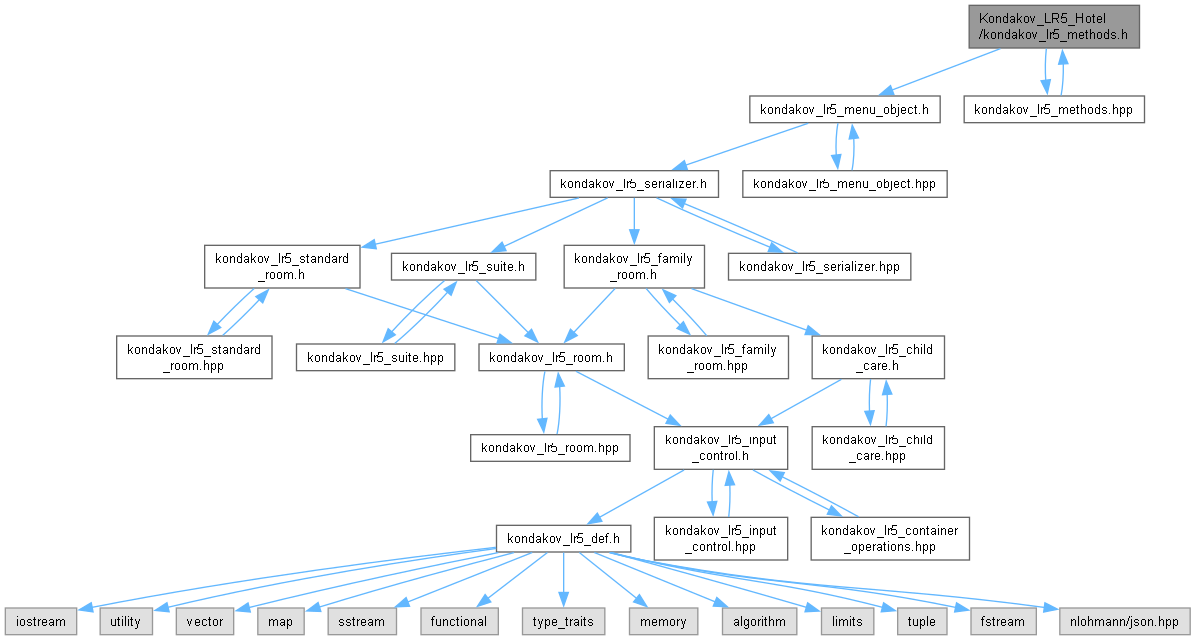 Kondakov_LR5_Hotel
/kondakov_lr5_methods.h
kondakov_lr5_menu_object.h
kondakov_lr5_methods.hpp
kondakov_lr5_serializer.h
kondakov_lr5_menu_object.hpp
kondakov_lr5_standard
_room.h
kondakov_lr5_suite.h
kondakov_lr5_family
_room.h
kondakov_lr5_serializer.hpp
kondakov_lr5_standard
_room.hpp
kondakov_lr5_suite.hpp
kondakov_lr5_room.h
kondakov_lr5_family
_room.hpp
kondakov_lr5_child
_care.h
kondakov_lr5_room.hpp
kondakov_lr5_input
_control.h
kondakov_lr5_child
_care.hpp
kondakov_lr5_def.h
kondakov_lr5_input
_control.hpp
kondakov_lr5_container
_operations.hpp
iostream
utility
vector
map
sstream
functional
type_traits
memory
algorithm
limits
tuple
fstream
nlohmann/json.hpp